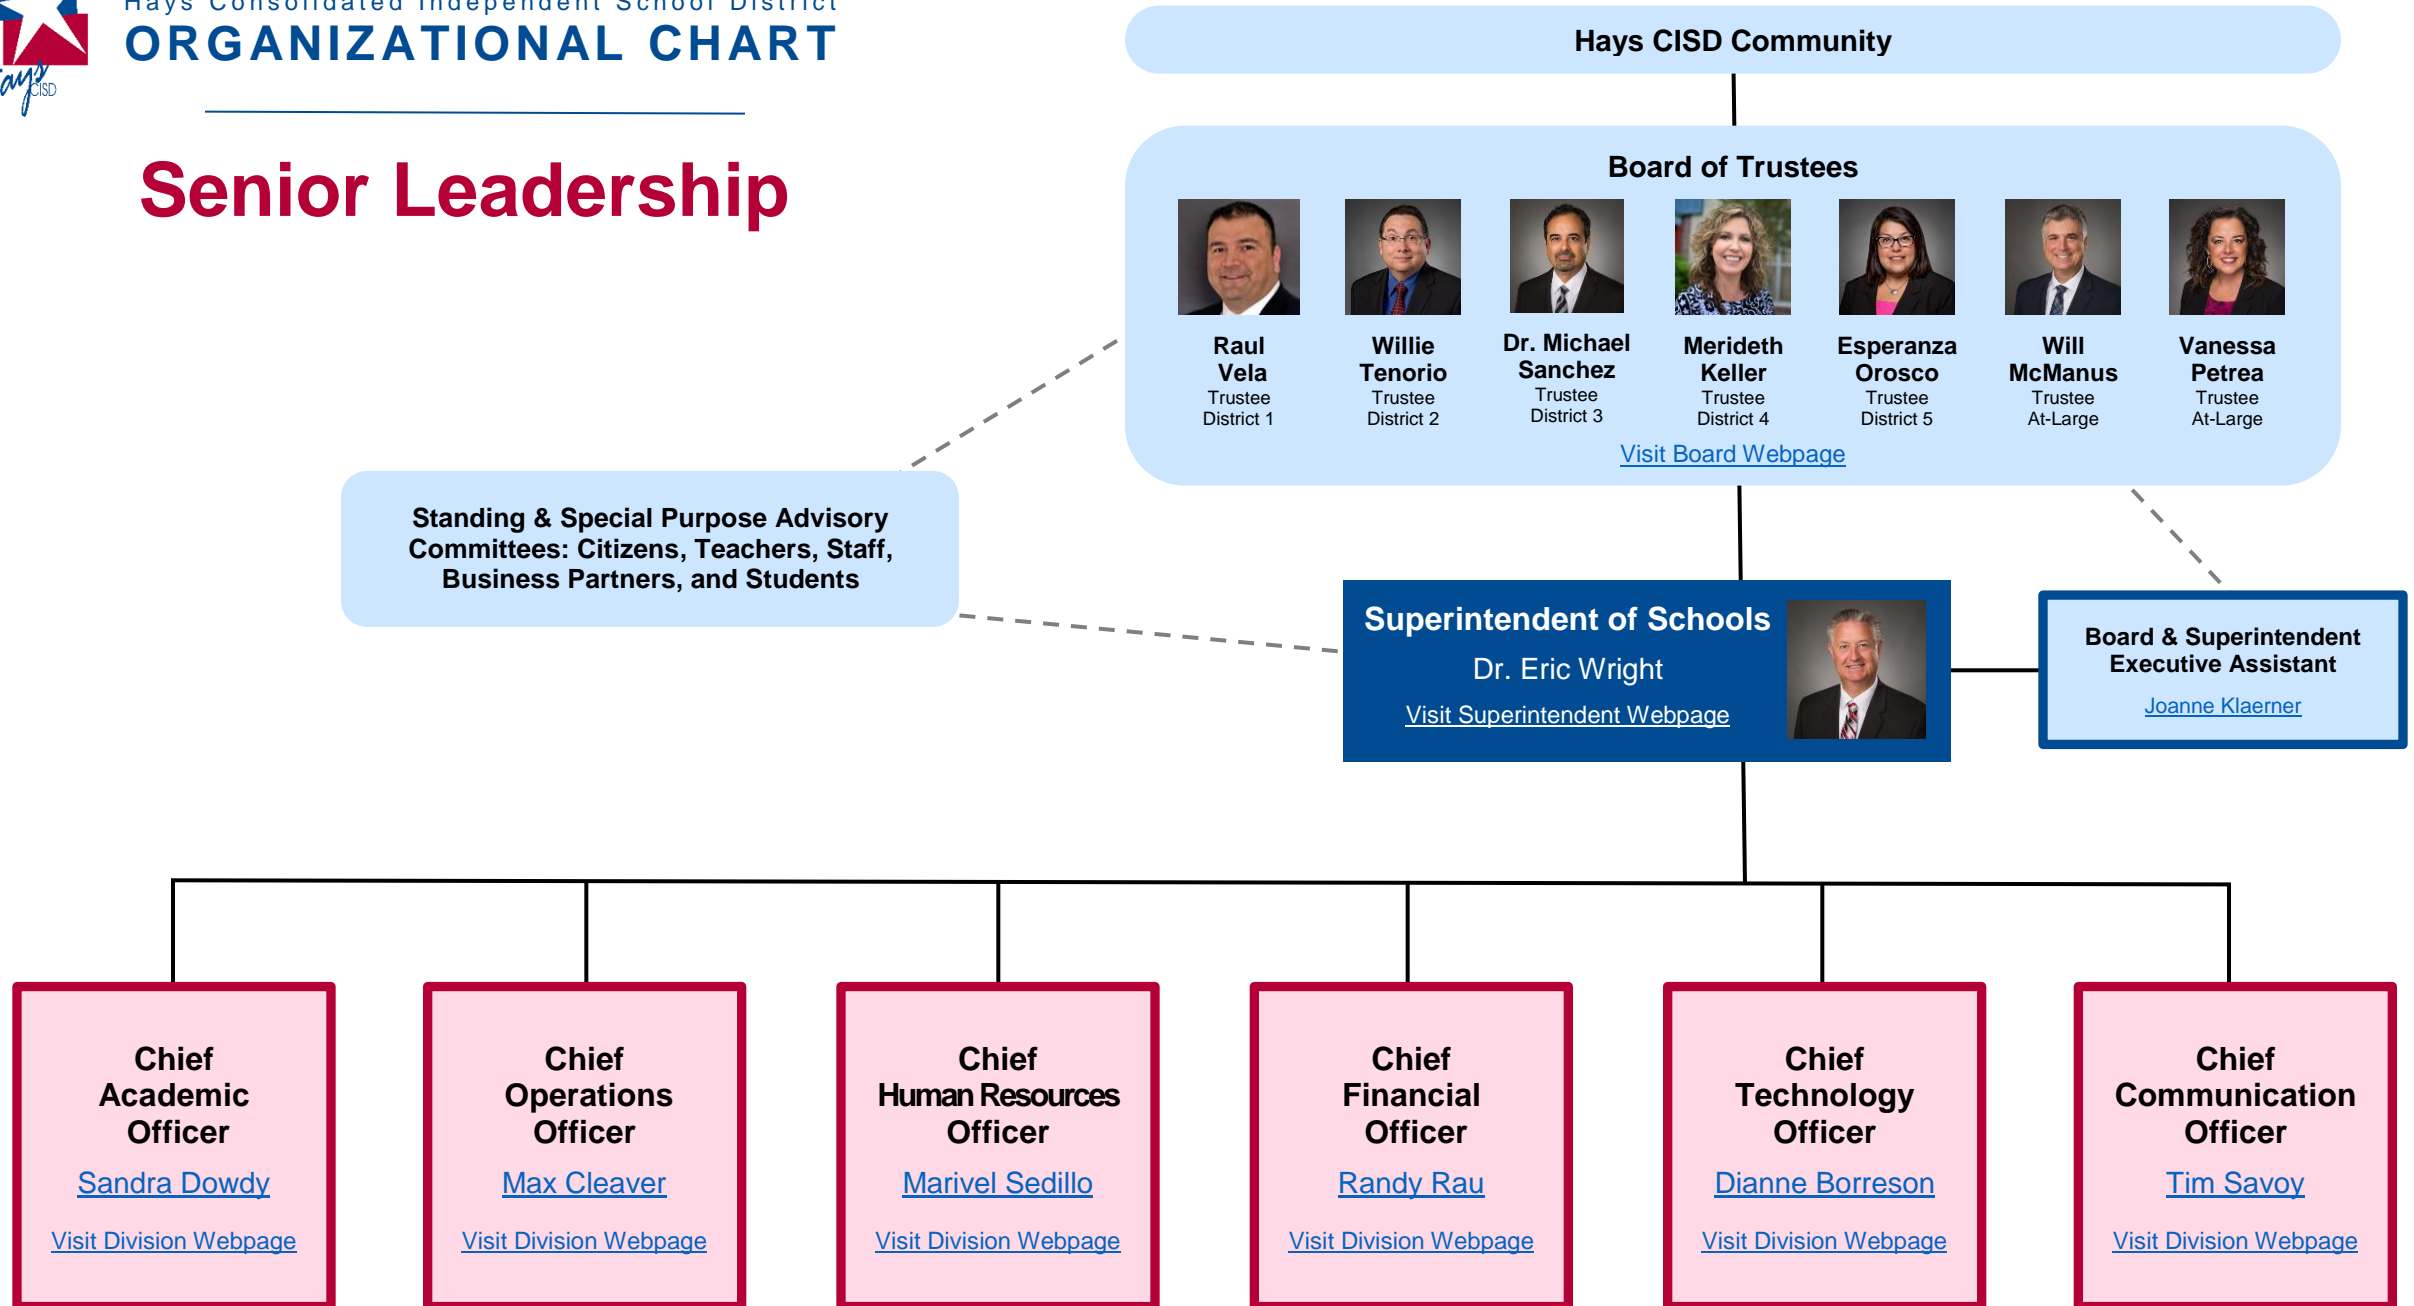 Hays Consolidated Independent School District
ORGANIZATIONAL CHART
Hays
CISD
Senior Leadership
Hays CISD Community
Board of Trustees
Raul
Vela
Trustee
District 1
Willie
Tenorio
Trustee
District 2
Dr. Michael
Sanchez
Trustee
District 3
Merideth
Keller
Trustee
District 4
Esperanza
Orosco
Trustee
District 5
Will
McManus
Trustee
At-Large
Vanessa
Petrea
Trustee
At-Large
Visit Board Webpage
Standing & Special Purpose Advisory
Committees: Citizens, Teachers, Staff,
Business Partners, and Students
Superintendent of Schools
Dr. Eric Wright
Visit Superintendent Webpage
Board & Superintendent
Executive Assistant
Joanne Klaerner
Chief
Academic
Officer
Sandra Dowdy
Visit Division Webpage
Chief
Operations
Officer
Max Cleaver
Visit Division Webpage
Chief
Human Resources
Officer
Marivel Sedillo
Visit Division Webpage
Chief
Financial
Officer
Randy Rau
Visit Division Webpage
Chief
Technology
Officer
Dianne Borreson
Visit Division Webpage
Chief
Communication
Officer
Tim Savoy
Visit Division Webpage